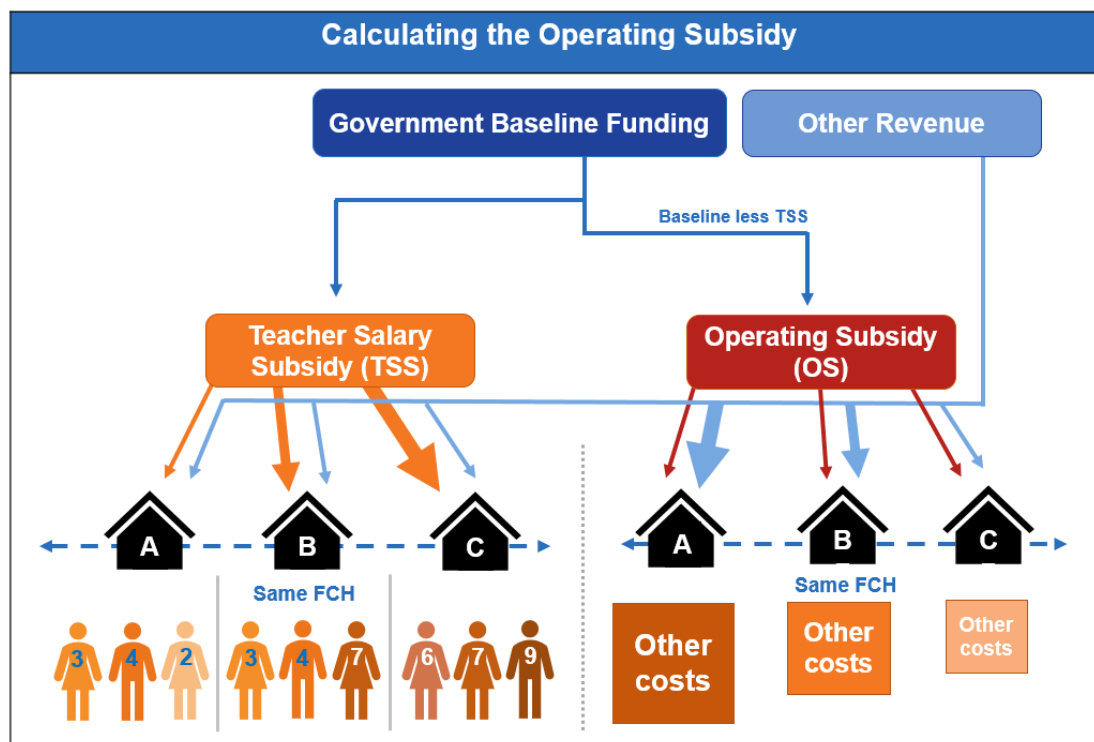 Calculating the Operating Subsidy
Government Baseline Funding
Other Revenue
Baseline less TSS
Teacher Salary
Subsidy (TSS)
Operating Subsidy
(OS)
A
B
C
A
B
C
Same FCH
Same FCH
3
4
2
3
4
7
6
7
9
Other
costs
Other
costs
Other
costs